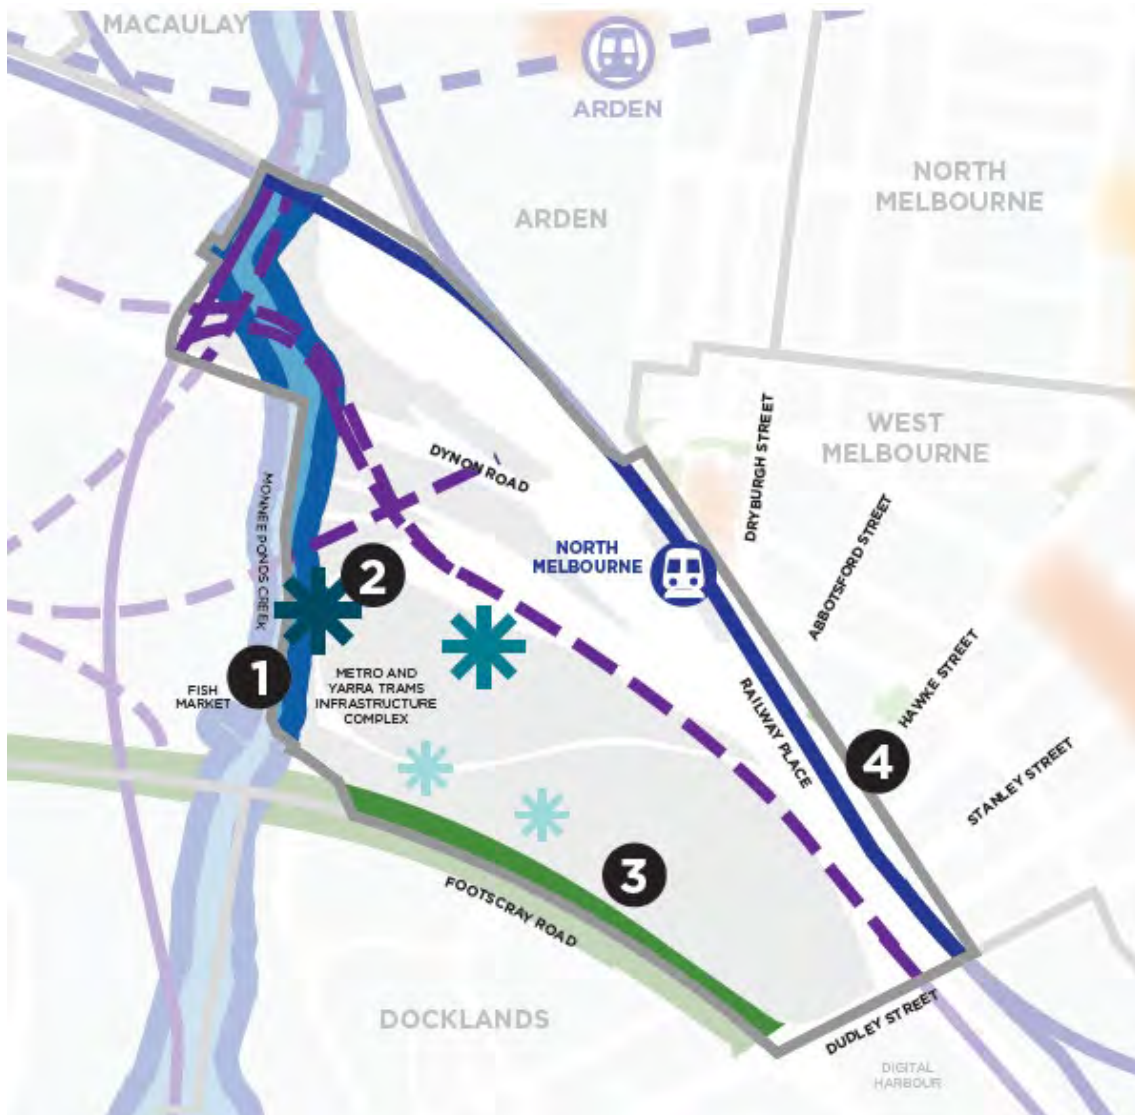 MACAULAY
ARDEN
NORTH
MELBOURNE
ARDEN
WEST
MELBOURNE
DRYBURGH STREET
DYNON ROAD
ABBOTSFORD STREET
MONNEE PONDS CREEK
NORTH
MELBOURNE
2
HAWKE STREET
1
FISH
MARKET
METRO AND
YARRA TRAMS
INFRASTRUCTURE
COMPLEX
RAILWAY PLACE
4
STANLEY STREET
3
FOOTSCRAY ROAD
DOCKLANDS
DUDLEY STREET
DIGITAL
HARBOUR